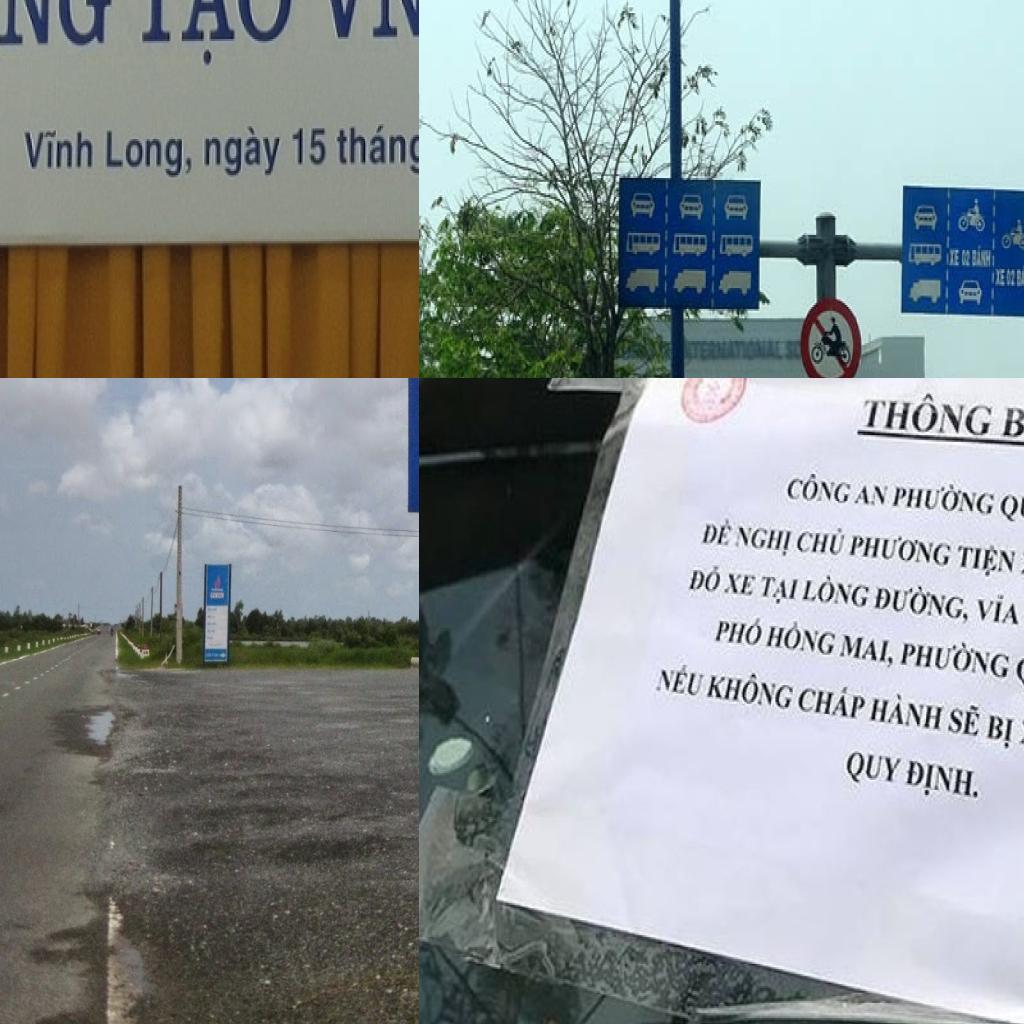 NG TẠO VN
Vĩnh Long, ngày 15 tháng
XE 02 BÁNH
XE 02 BÁ
INTERNATIONAL SC
THÔNG B
CÔNG AN PHƯỜNG QU
ĐỀ NGHỊ CHỦ PHƯƠNG TIỆN
ĐỖ XE TẠI LÒNG ĐƯỜNG, VỈA
PHỐ HỒNG MAI, PHƯỜNG Q
NẾU KHÔNG CHẤP HÀNH SẼ BỊ
QUY ĐỊNH.